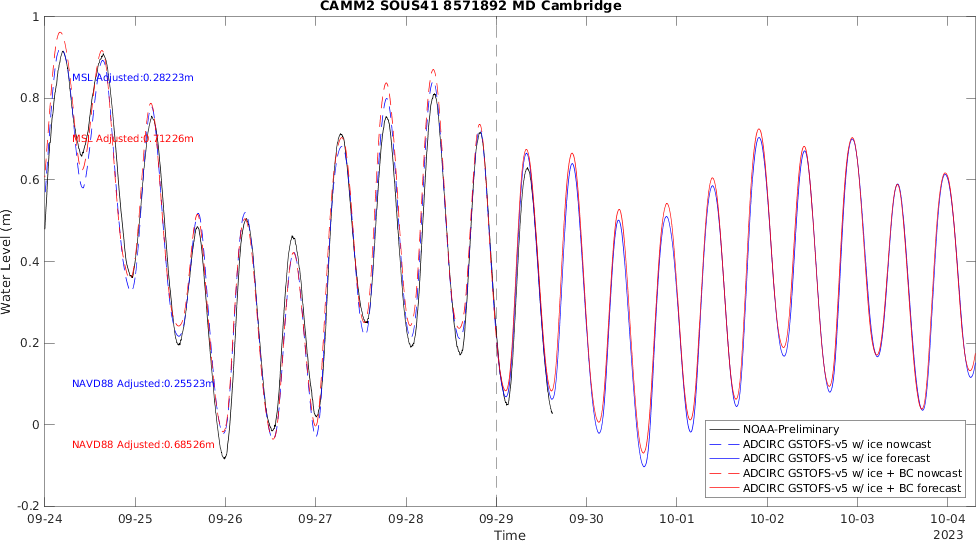 CAMM2 SOUS41 8571892 MD Cambridge
Water Level (m)
1
0.8
0.6
0.4
0.2
0
-0.2
MSL Adjusted:0.28223m
MSL Adjusted:0.71226m
NAVD88 Adjusted:0.25523m
NAVD88 Adjusted:0.68526m
NOAA-Preliminary
ADCIRC GSTOFS-v5 w/ ice nowcast
ADCIRC GSTOFS-v5 w/ ice forecast
ADCIRC GSTOFS-v5 w/ ice + BC nowcast
ADCIRC GSTOFS-v5 w/ ice + BC forecast
09-24 09-25 09-26 09-27 09-28 09-29 09-30 10-01 10-02 10-03 10-04
Time 2023